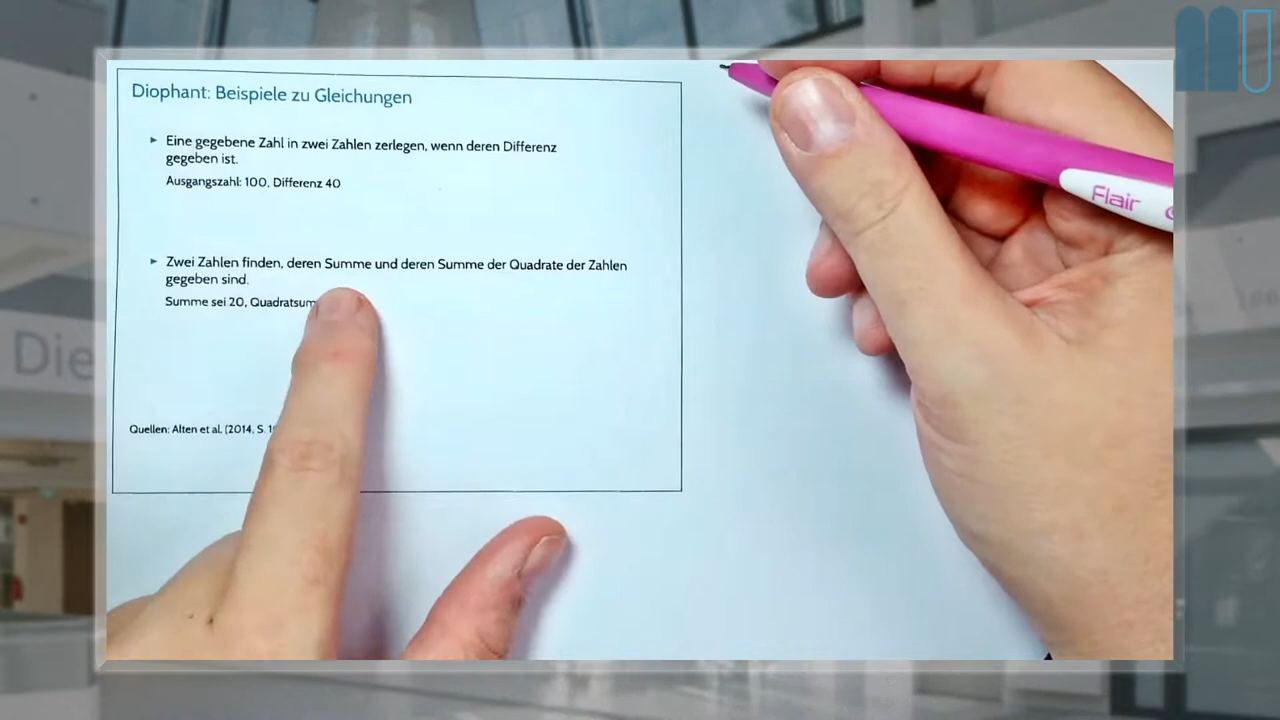 Diophant: Beispiele zu Gleichungen
▸ Eine gegebene Zahl in zwei Zahlen zerlegen, wenn deren Differenz
gegeben ist.
Ausgangszahl: 100, Differenz 40
▸ Zwei Zahlen finden, deren Summe und deren Summe der Quadrate der Zahlen
gegeben sind.
Summe sei 20,
Quellen: Alten et al. (2014, S.
Flair
Die